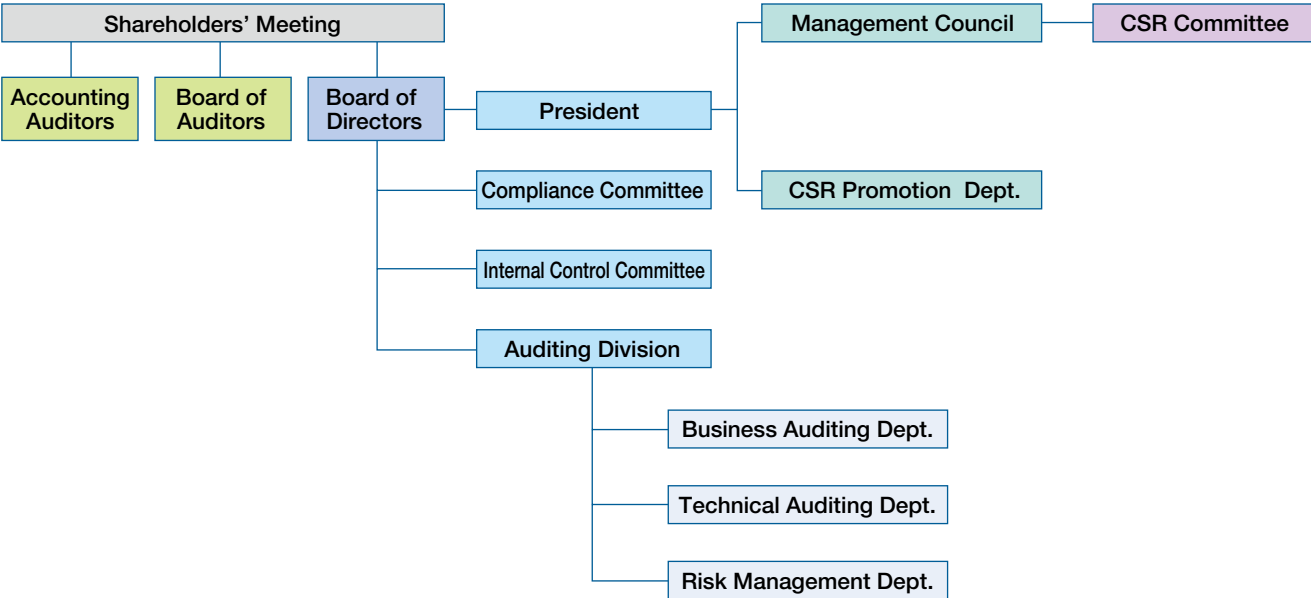 Shareholders' Meeting
Management Council
CSR Committee
Accounting
Auditors
Board of
Auditors
Board of
Directors
President
Compliance Committee
CSR Promotion Dept.
Internal Control Committee
Auditing Division
Business Auditing Dept.
Technical Auditing Dept.
Risk Management Dept.